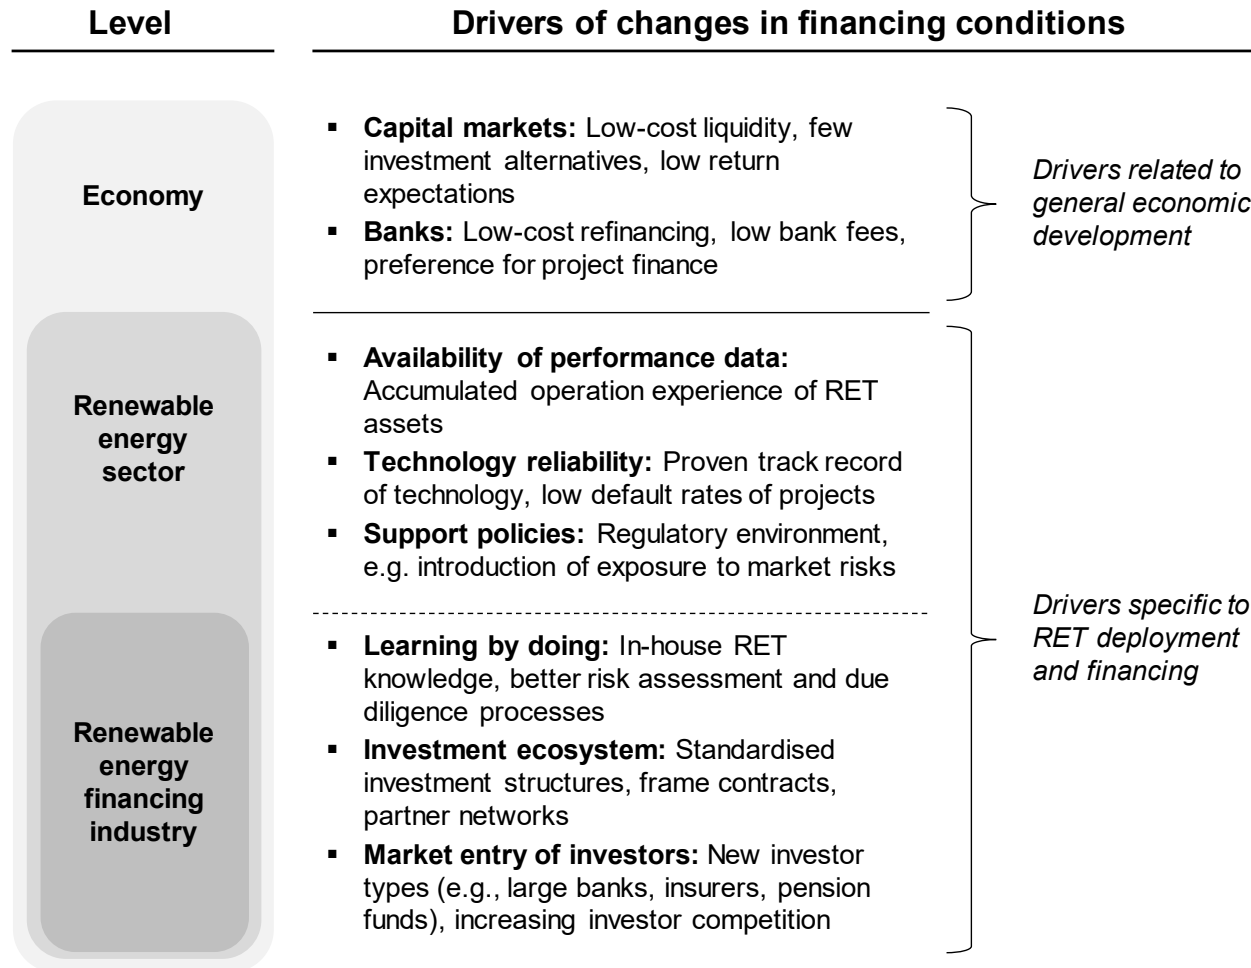 Level
Drivers of changes in financing conditions
Economy
▪ Capital markets: Low-cost liquidity, few
investment alternatives, low return
expectations
▪ Banks: Low-cost refinancing, low bank fees,
preference for project finance
Drivers related to
general economic
development
Renewable
energy
sector
▪ Availability of performance data:
Accumulated operation experience of RET
assets
▪ Technology reliability: Proven track record
of technology, low default rates of projects
▪ Support policies: Regulatory environment,
e.g. introduction of exposure to market risks
Renewable
energy
financing
industry
▪ Learning by doing: In-house RET
knowledge, better risk assessment and due
diligence processes
▪ Investment ecosystem: Standardised
investment structures, frame contracts,
partner networks
▪ Market entry of investors: New investor
types (e.g., large banks, insurers, pension
funds), increasing investor competition
Drivers specific to
RET deployment
and financing